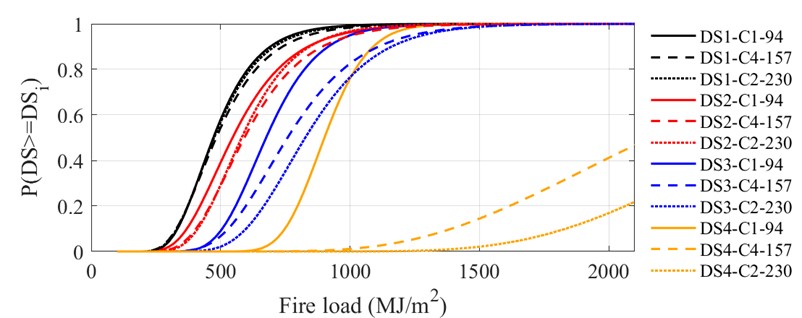 1
0.8
0.6
0.4
0.2
0
P(DS>=DSi)
0 500 1000 1500 2000
Fire load (MJ/m²)
DS1-C1-94
DS1-C4-157
DS1-C2-230
DS2-C1-94
DS2-C4-157
DS2-C2-230
DS3-C1-94
DS3-C4-157
DS3-C2-230
DS4-C1-94
DS4-C4-157
DS4-C2-230